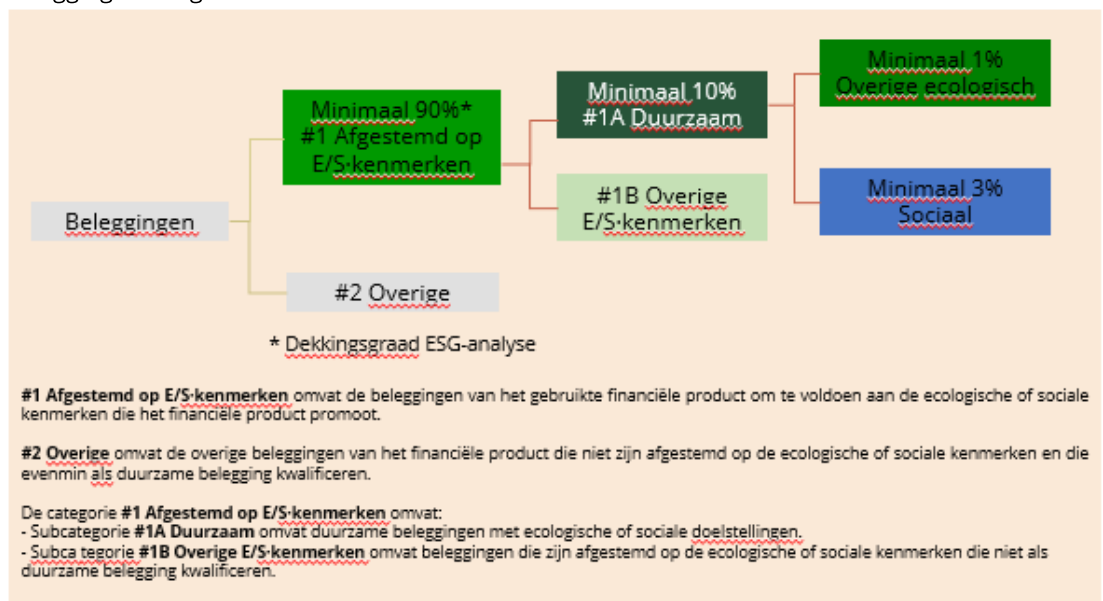 Minimaal 1%
Overige ecologisch
Minimaal 10%
#1A Duurzaam
Minimaal 90%*
#1 Afgestemd op
E/S-kenmerken
#1B Overige
E/S-kenmerken
Minimaal 3%
Sociaal
Beleggingen
#2 Overige
* Dekkingsgraad ESG-analyse
#1 Afgestemd op E/S-kenmerken omvat de beleggingen van het gebruikte financiële product om te voldoen aan de ecologische of sociale
kenmerken die het financiële product promoot.
#2 Overige omvat de overige beleggingen van het financiële product die niet zijn afgestemd op de ecologische of sociale kenmerken en die
evenmin als duurzame belegging kwalificeren.
De categorie #1 Afgestemd op E/S-kenmerken omvat:
- Subcategorie #1A Duurzaam omvat duurzame beleggingen met ecologische of sociale doelstellingen.
- Subca tegorie #1B Overige E/S-kenmerken omvat beleggingen die zijn afgestemd op de ecologische of sociale kenmerken die niet als
duurzame belegging kwalificeren.